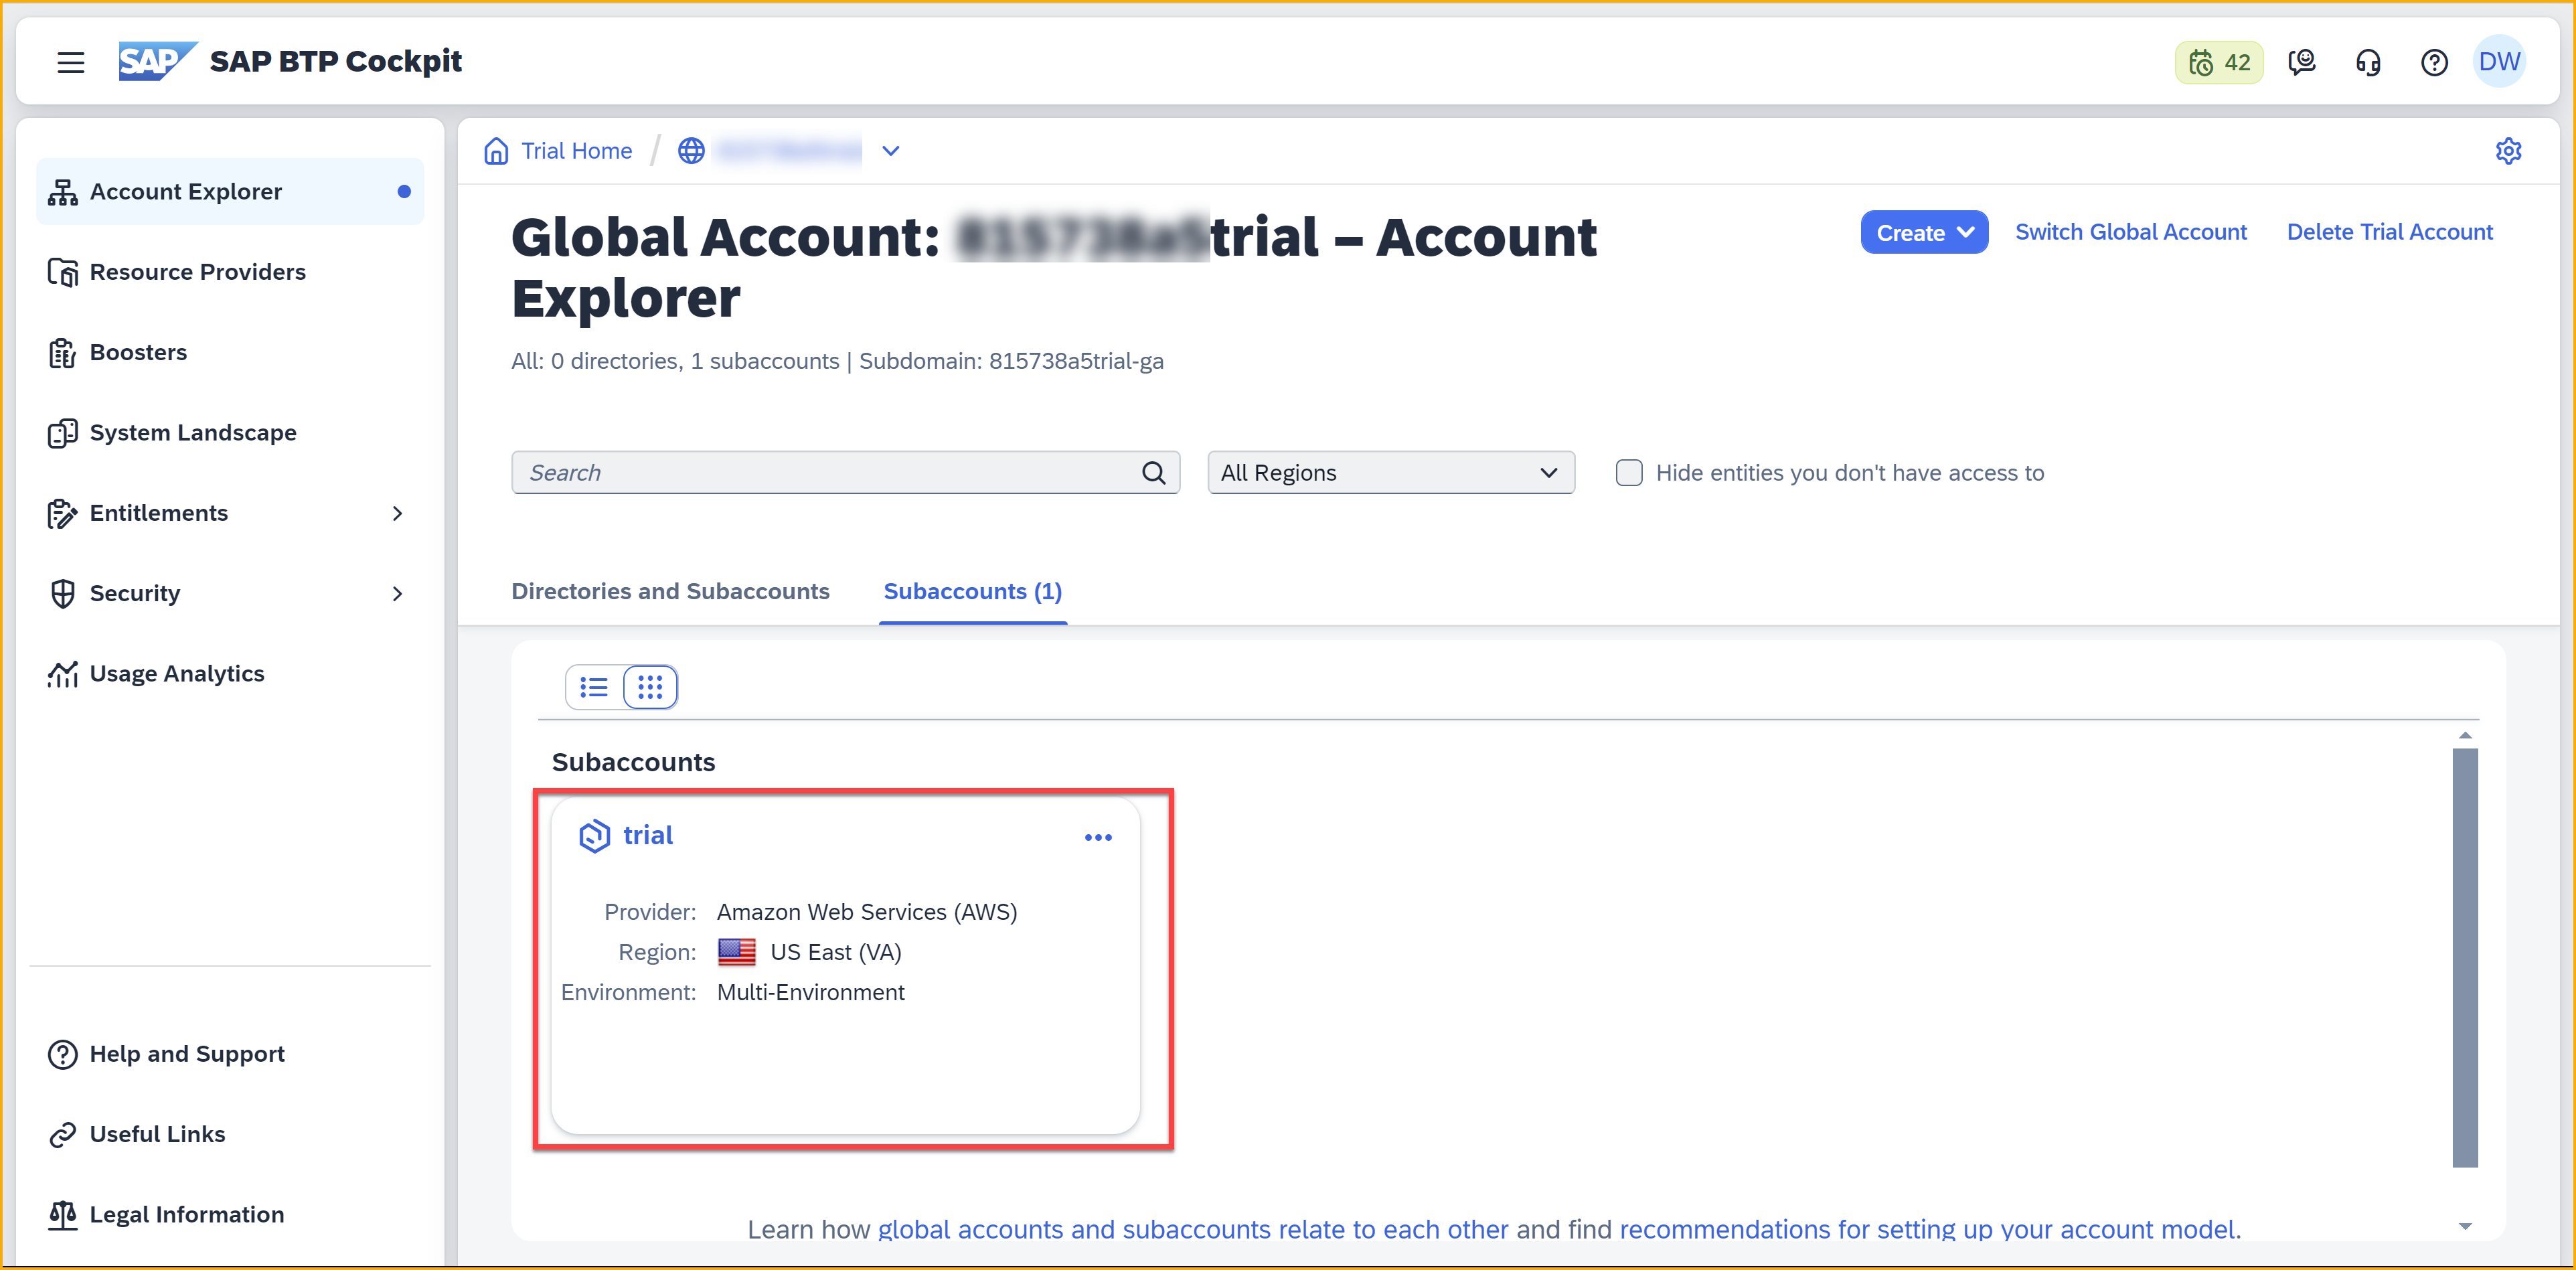 SAP SAP BTP Cockpit
42
DW
Account Explorer
Resource Providers
Boosters
System Landscape
Entitlements
Security
Usage Analytics
Help and Support
Useful Links
Legal Information
Trial Home /
Global Account: trial – Account
Explorer
Create
Switch Global Account
Delete Trial Account
All: 0 directories, 1 subaccounts | Subdomain: 815738a5trial-ga
Search
All Regions
Hide entities you don't have access to
Directories and Subaccounts
Subaccounts (1)
Subaccounts
trial
Provider: Amazon Web Services (AWS)
Region: US East (VA)
Environment: Multi-Environment
Learn how global accounts and subaccounts relate to each other and find recommendations for setting up your account model.